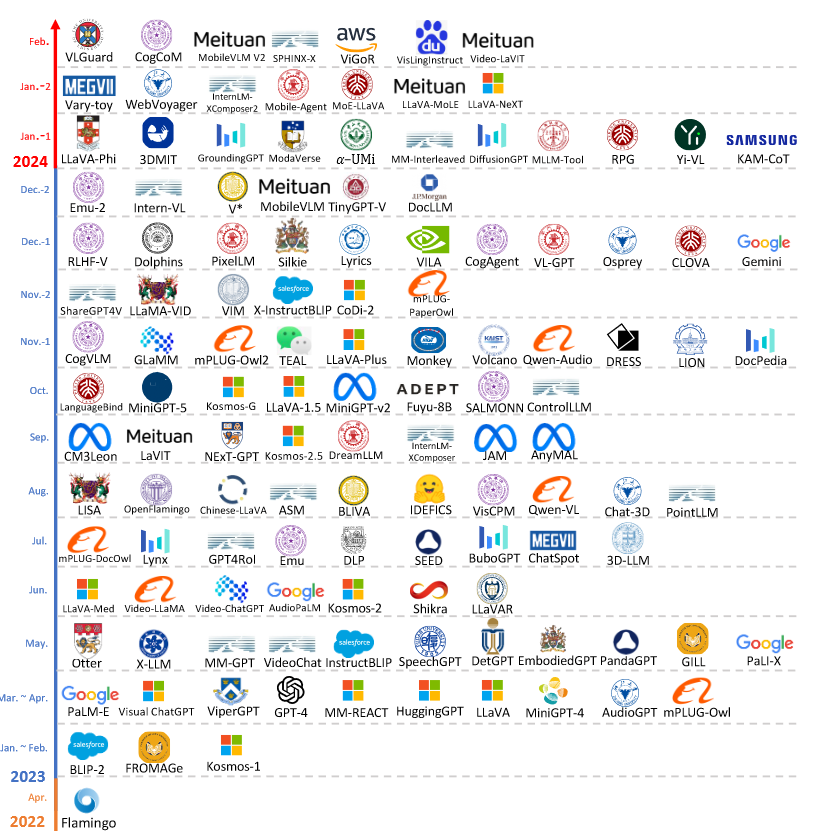 Feb.
aws
du
Meituan
Meituan
VLGuard CogCoM MobileVLM V2 SPHINX-X ViGoR VisLingInstruct Video-LaVIT
Jan.-2
MEGVII
Meituan
Vary-toy WebVoyager InternLM-
XComposer2 Mobile-Agent MoE-LLaVA LLaVA-MoLE LLaVA-NeXT
Jan.-1
Yi
SAMSUNG
2024
LLaVA-Phi 3DMIT GroundingGPT ModaVerse α-UMi MM-Interleaved DiffusionGPT MLLM-Tool RPG Yi-VL KAM-CoT
Dec.-2
Meituan
J.P.Morgan
Emu-2 Intern-VL V* MobileVLM TinyGPT-V DocLLM
Dec.-1
Google
RLHF-V Dolphins PixelLM Silkie Lyrics VILA CogAgent VL-GPT Osprey CLOVA Gemini
Nov.-2
salesforce
ShareGPT4V LLaMA-VID VIM X-InstructBLIP CoDi-2 mPLUG-
PaperOwl
Nov.-1
KAIST
CogVLM GLaMM mPLUG-Owl2 TEAL LLaVA-Plus Monkey Volcano Qwen-Audio DRESS LION DocPedia
Oct.
ADEPT
LanguageBind MiniGPT-5 Kosmos-G LLaVA-1.5 MiniGPT-v2 Fuyu-8B SALMONN ControlLLM
Sep.
Meituan
CM3Leon LaVIT NExT-GPT Kosmos-2.5 DreamLLM InternLM-
XComposer JAM AnyMAL
Aug.
LISA OpenFlamingo Chinese-LLaVA ASM BLIVA IDEFICS VisCPM Qwen-VL Chat-3D PointLLM
Jul.
MEGVII
mPLUG-DocOwl Lynx GPT4RoI Emu DLP SEED BuboGPT ChatSpot 3D-LLM
Jun.
Google
LLaVA-Med Video-LLaMA Video-ChatGPT AudioPaLM Kosmos-2 Shikra LLaVAR
May.
salesforce
Google
Otter X-LLM MM-GPT VideoChat InstructBLIP SpeechGPT DetGPT EmbodiedGPT PandaGPT GILL PaLI-X
Mar. ~ Apr.
Google
PaLM-E Visual ChatGPT ViperGPT GPT-4 MM-REACT HuggingGPT LLaVA MiniGPT-4 AudioGPT mPLUG-Owl
Jan. ~ Feb.
salesforce
BLIP-2 FROMAGe Kosmos-1
2023
Apr.
2022
Flamingo